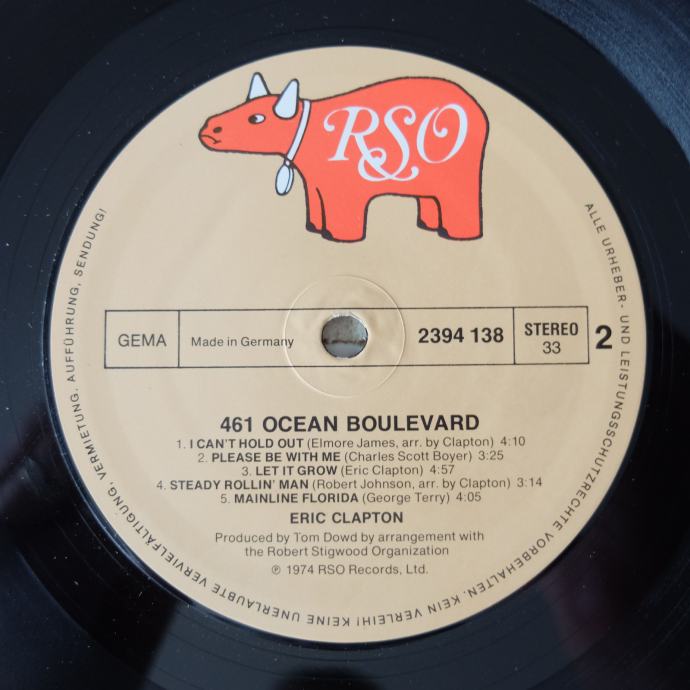 RSO
GEMA
Made in Germany
2394 138
STEREO
33
2
461 OCEAN BOULEVARD
1. I CAN'T HOLD OUT (Elmore James, arr. by Clapton) 4:10
2. PLEASE BE WITH ME (Charles Scott Boyer) 3:25
3. LET IT GROW (Eric Clapton) 4:57
4. STEADY ROLLIN' MAN (Robert Johnson, arr. by Clapton) 3:14
5. MAINLINE FLORIDA (George Terry) 4:05
ERIC CLAPTON
Produced by Tom Dowd by arrangement with
the Robert Stigwood Organization
℗ 1974 RSO Records, Ltd.
ALLE URHEBER- UND LEISTUNGSSCHUTZRECHTE VORBEHALTEN. KEIN VERLEIH! KEINE UNERLAUBTE VERVIELFÄLTIGUNG, VERMIETUNG, AUFFÜHRUNG, SENDUNG!